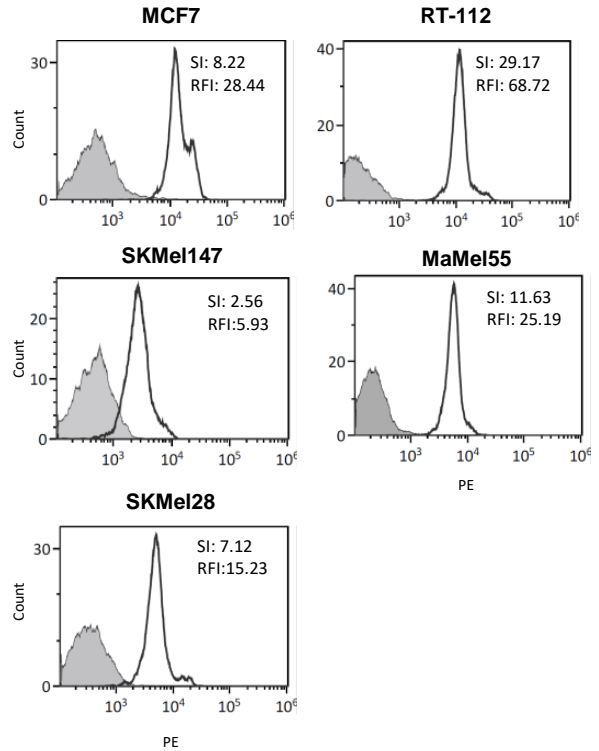 MCF7
SI: 8.22
RFI: 28.44
Count
30
0
10³ 10⁴ 10⁵ 10⁶
RT-112
SI: 29.17
RFI: 68.72
40
20
0
10³ 10⁴ 10⁵ 10⁶
SKMel147
SI: 2.56
RFI:5.93
Count
20
10
0
10³ 10⁴ 10⁵ 10⁶
MaMel55
SI: 11.63
RFI: 25.19
40
20
0
10³ 10⁴ 10⁵ 10⁶
PE
SKMel28
SI: 7.12
RFI:15.23
Count
30
0
10³ 10⁴ 10⁵ 10⁶
PE